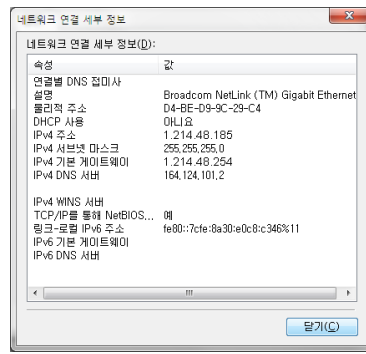 네트워크 연결 세부 정보
네트워크 연결 세부 정보(D):
속성 값
연결별 DNS 접미사
설명 Broadcom NetLink (TM) Gigabit Ethernet
물리적 주소 D4-BE-D9-9C-29-C4
DHCP 사용 아니요
IPv4 주소 1.214.48.185
IPv4 서브넷 마스크 255,255,255,0
IPv4 기본 게이트웨이 1.214.48.254
IPv4 DNS 서버 164,124,101,2
IPv4 WINS 서버
TCP/IP를 통해 NetBIOS... 예
링크-로컬 IPv6 주소 fe80::7cfe:8a30:e0c8:c346%11
IPv6 기본 게이트웨이
IPv6 DNS 서버
닫기(C)